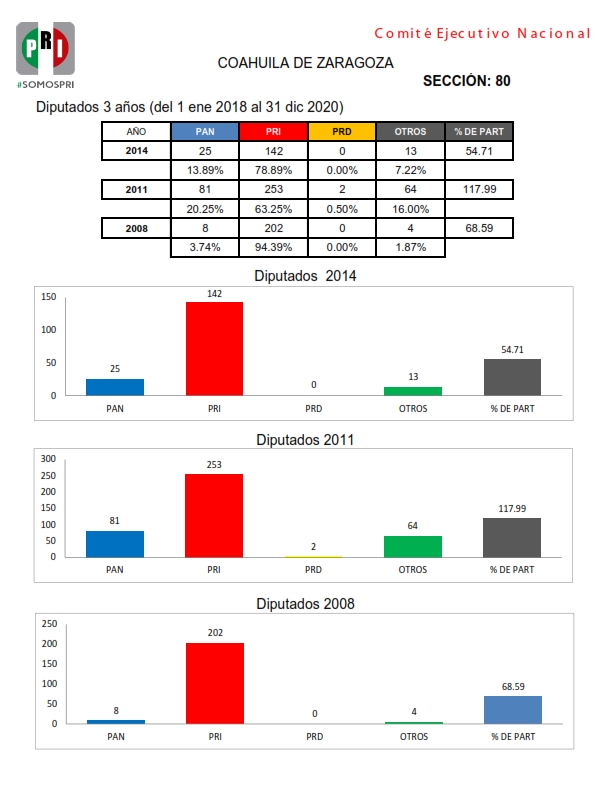 PRI
#SOMOSPRI
Comité Ejecutivo Nacional
COAHUILA DE ZARAGOZA
SECCIÓN: 80
Diputados 3 años (del 1 ene 2018 al 31 dic 2020)
AÑO PAN PRI PRD OTROS % DE PART
2014 25 142 0 13 54.71
13.89% 78.89% 0.00% 7.22%
2011 81 253 2 64 117.99
20.25% 63.25% 0.50% 16.00%
2008 8 202 0 4 68.59
3.74% 94.39% 0.00% 1.87%
Diputados 2014
150
100
50
0
25 142 0 13 54.71
PAN PRI PRD OTROS % DE PART
Diputados 2011
300
250
200
150
100
50
0
81 253 2 64 117.99
PAN PRI PRD OTROS % DE PART
Diputados 2008
250
200
150
100
50
0
8 202 0 4 68.59
PAN PRI PRD OTROS % DE PART